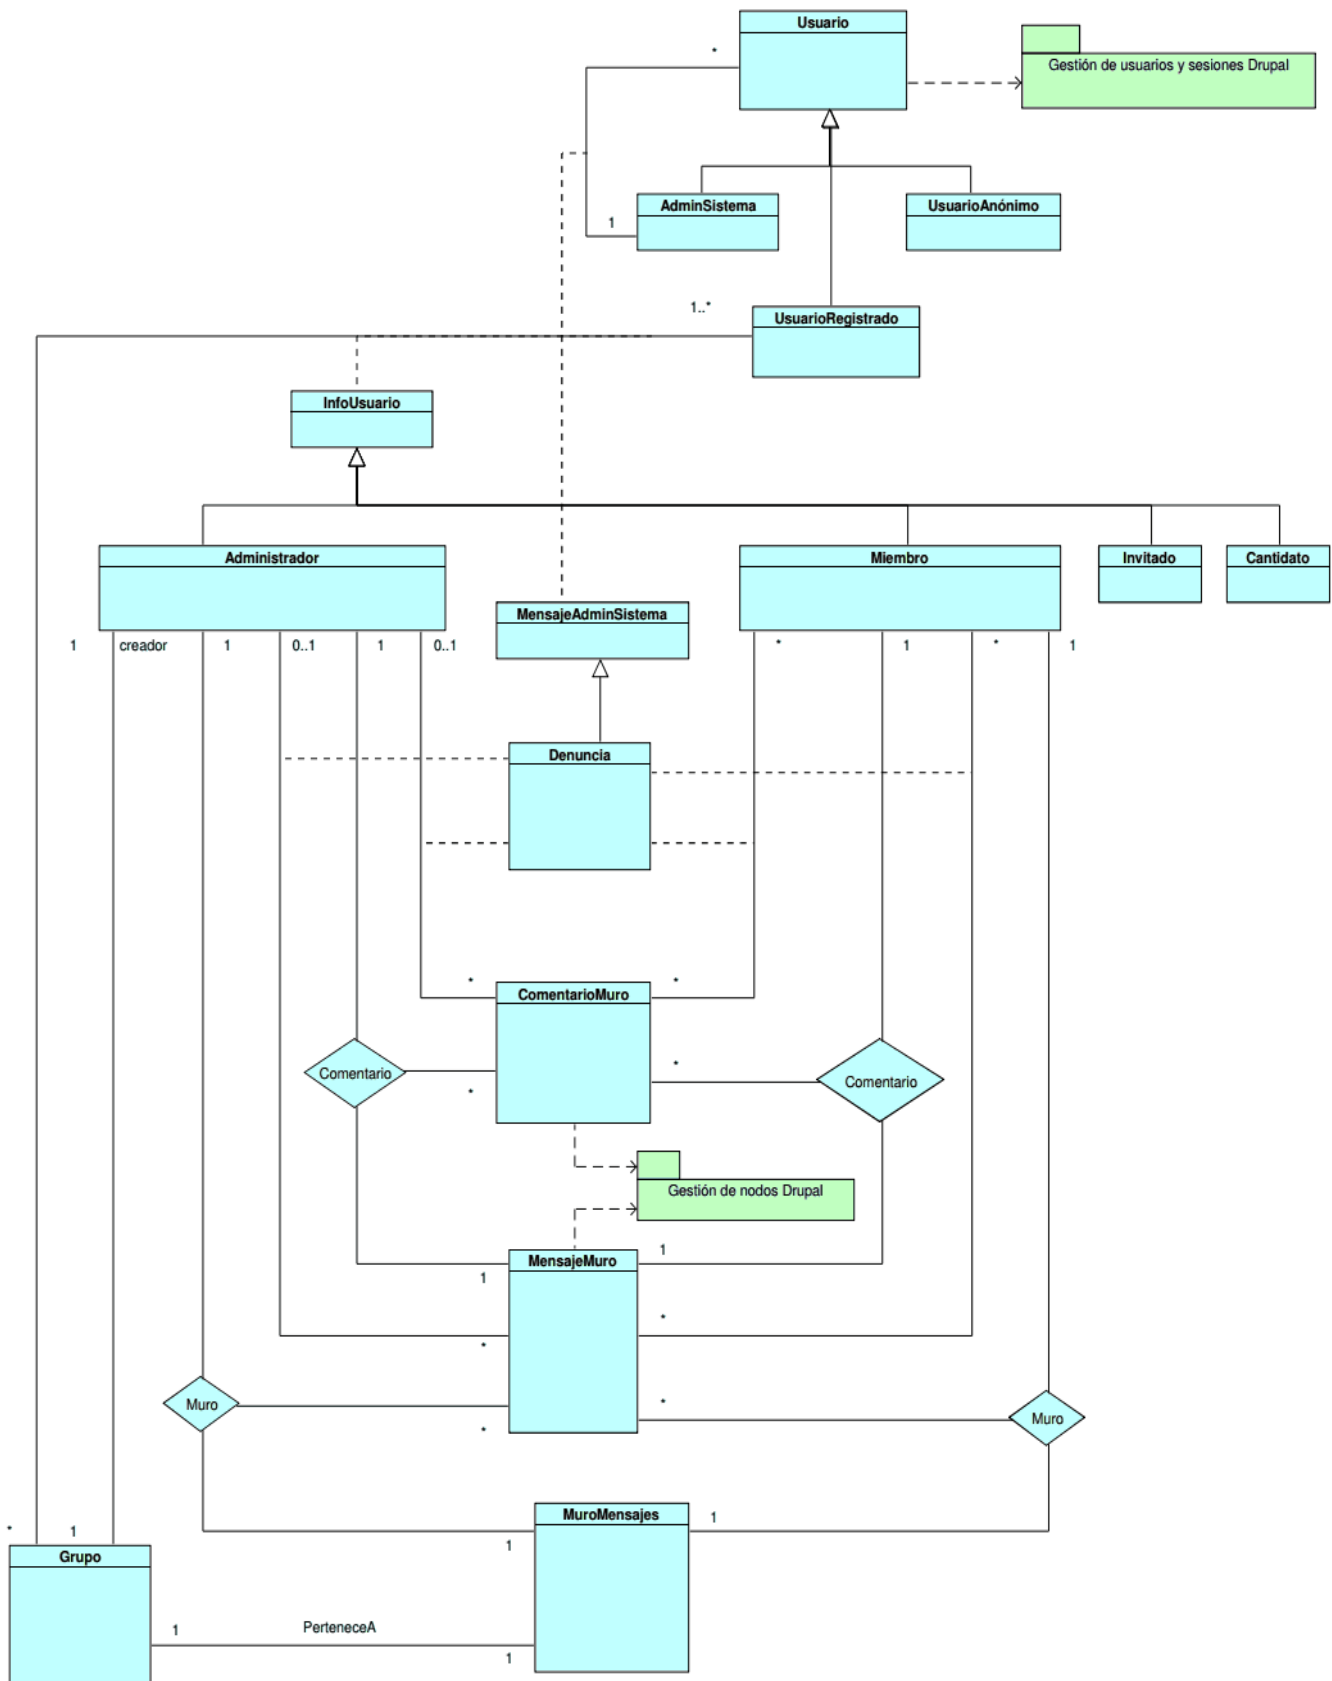 Usuario
*
Gestión de usuarios y sesiones Drupal
AdminSistema
UsuarioAnónimo
1
1..*
UsuarioRegistrado
InfoUsuario
Administrador
Miembro
Invitado
Cantidato
MensajeAdminSistema
1
creador
1
0..1
1
0..1
*
1
*
1
Denuncia
*
*
ComentarioMuro
Comentario
*
*
Comentario
Gestión de nodos Drupal
MensajeMuro
1
1
*
*
Muro
*
*
Muro
MuroMensajes
1
1
*
1
Grupo
1
PerteneceA
1